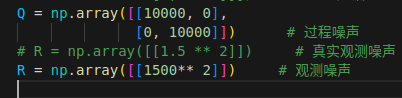 Q = np.array([[10000, 0],
[0, 10000]]) # 过程噪声
# R = np.array([[1.5 ** 2]]) # 真实观测噪声
R = np.array([[1500** 2]]) # 观测噪声